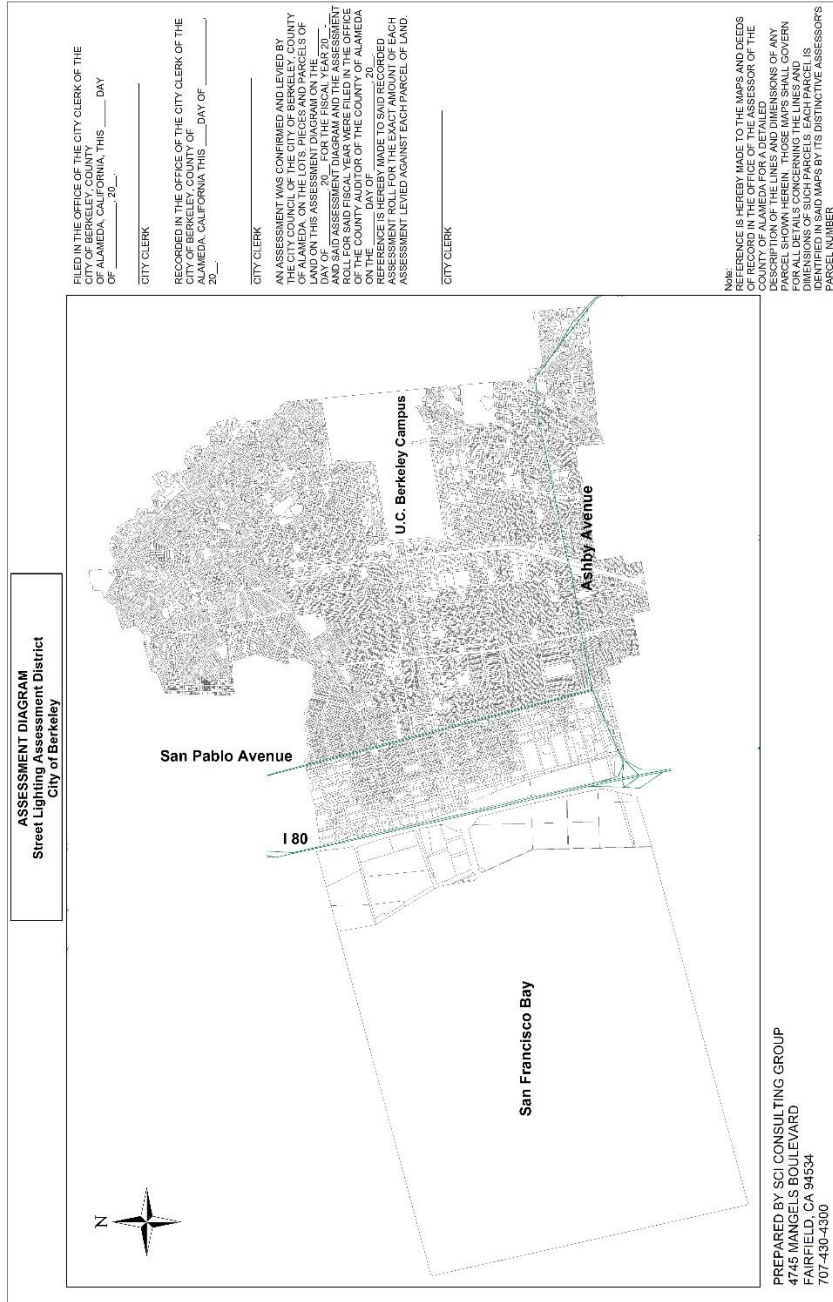 ASSESSMENT DIAGRAM
Street Lighting Assessment District
City of Berkeley
N
San Pablo Avenue
I 80
U.C. Berkeley Campus
Ashby Avenue
San Francisco Bay
FILED IN THE OFFICE OF THE CITY CLERK OF THE
CITY OF BERKELEY, COUNTY
OF ALAMEDA, CALIFORNIA, THIS ____ DAY
OF ________, 20__.
CITY CLERK
RECORDED IN THE OFFICE OF THE CITY CLERK OF THE
CITY OF BERKELEY, COUNTY OF
ALAMEDA, CALIFORNIA THIS ____ DAY OF ________,
20__.
CITY CLERK
AN ASSESSMENT WAS CONFIRMED AND LEVIED BY
THE CITY COUNCIL OF THE CITY OF BERKELEY, COUNTY
OF ALAMEDA, ON THE LOTS, PIECES AND PARCELS OF
LAND ON THIS ASSESSMENT DIAGRAM ON THE ____
DAY OF ________, 20__ FOR THE FISCAL YEAR 20__-__
AND SAID ASSESSMENT DIAGRAM AND THE ASSESSMENT
ROLL FOR SAID FISCAL YEAR WERE FILED IN THE OFFICE
OF THE COUNTY AUDITOR OF THE COUNTY OF ALAMEDA
ON THE ____ DAY OF ________, 20__.
REFERENCE IS HEREBY MADE TO SAID RECORDED
ASSESSMENT ROLL FOR THE EXACT AMOUNT OF EACH
ASSESSMENT LEVIED AGAINST EACH PARCEL OF LAND.
CITY CLERK
Note:
REFERENCE IS HEREBY MADE TO THE MAPS AND DEEDS
OF RECORD IN THE OFFICE OF THE ASSESSOR OF THE
COUNTY OF ALAMEDA FOR A DETAILED
DESCRIPTION OF THE LINES AND DIMENSIONS OF ANY
PARCEL SHOWN HEREIN. THOSE MAPS SHALL GOVERN
FOR ALL DETAILS CONCERNING THE LINES AND
DIMENSIONS OF SUCH PARCELS. EACH PARCEL IS
IDENTIFIED IN SAID MAPS BY ITS DISTINCTIVE ASSESSOR'S
PARCEL NUMBER
PREPARED BY SCI CONSULTING GROUP
4745 MANGELS BOULEVARD
FAIRFIELD, CA 94534
707-430-4300